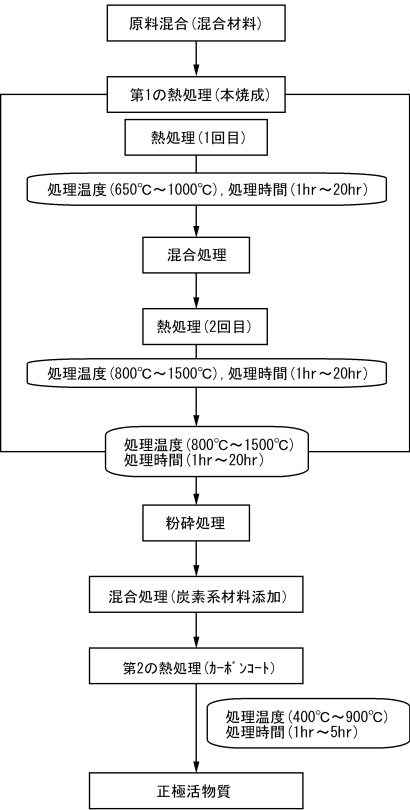 原料混合(混合材料)
第1の熱処理(本焼成)
熱処理(1回目)
処理温度(650℃～1000℃),処理時間(1hr～20hr)
混合処理
熱処理(2回目)
処理温度(800℃～1500℃),処理時間(1hr～20hr)
処理温度(800℃～1500℃)
処理時間(1hr～20hr)
粉砕処理
混合処理(炭素系材料添加)
第2の熱処理(ｶｰﾎﾞﾝｺｰﾄ)
処理温度(400℃～900℃)
処理時間(1hr～5hr)
正極活物質